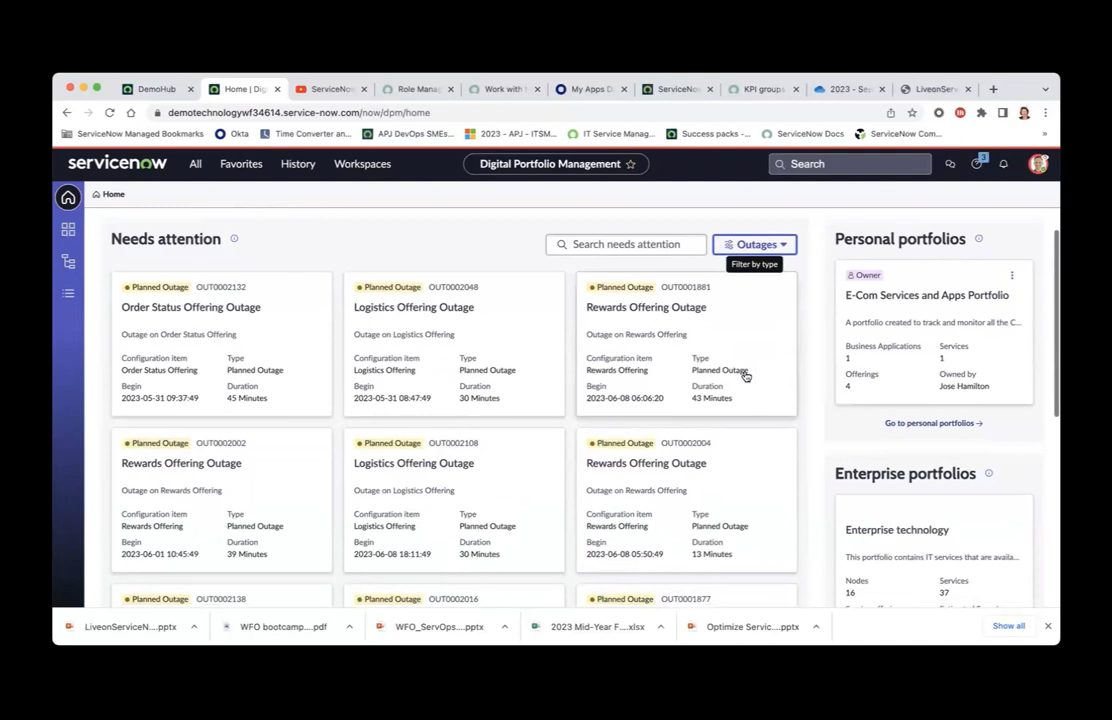 DemoHub
Home | Dig
ServiceNow
Role Manag
Work with t
My Apps D
ServiceNow
KPI groups
2023 - Ses
LiveonServ
demotechnologywf34614.service-now.com/now/dpm/home
ServiceNow Managed Bookmarks
Okta
Time Converter an...
APJ DevOps SMEs...
2023 - APJ - ITSM...
IT Service Manag...
Success packs -...
ServiceNow Docs
ServiceNow Com...
servicenow
All
Favorites
History
Workspaces
Digital Portfolio Management
Search
3
Home
Needs attention
Search needs attention
Outages
Filter by type
Planned Outage OUT0002132
Order Status Offering Outage
Outage on Order Status Offering
Configuration item Type
Order Status Offering Planned Outage
Begin Duration
2023-05-31 09:37:49 45 Minutes
Planned Outage OUT0002048
Logistics Offering Outage
Outage on Logistics Offering
Configuration item Type
Logistics Offering Planned Outage
Begin Duration
2023-05-31 08:47:49 30 Minutes
Planned Outage OUT0001881
Rewards Offering Outage
Outage on Rewards Offering
Configuration item Type
Rewards Offering Planned Outage
Begin Duration
2023-06-08 06:06:20 43 Minutes
Planned Outage OUT0002002
Rewards Offering Outage
Outage on Rewards Offering
Configuration item Type
Rewards Offering Planned Outage
Begin Duration
2023-06-01 10:45:49 39 Minutes
Planned Outage OUT0002108
Logistics Offering Outage
Outage on Logistics Offering
Configuration item Type
Logistics Offering Planned Outage
Begin Duration
2023-06-08 18:11:49 30 Minutes
Planned Outage OUT0002004
Rewards Offering Outage
Outage on Rewards Offering
Configuration item Type
Rewards Offering Planned Outage
Begin Duration
2023-06-08 05:50:49 13 Minutes
Planned Outage OUT0002138
Planned Outage OUT0002016
Planned Outage OUT0001877
Personal portfolios
Owner
E-Com Services and Apps Portfolio
A portfolio created to track and monitor all the C...
Business Applications Services
1 1
Offerings Owned by
4 Jose Hamilton
Go to personal portfolios
Enterprise portfolios
Enterprise technology
This portfolio contains IT services that are availa...
Nodes Services
16 37
LiveonServiceN....pptx
WFO bootcamp....pdf
WFO_ServOps....pptx
2023 Mid-Year F....xlsx
Optimize Servic....pptx
Show all